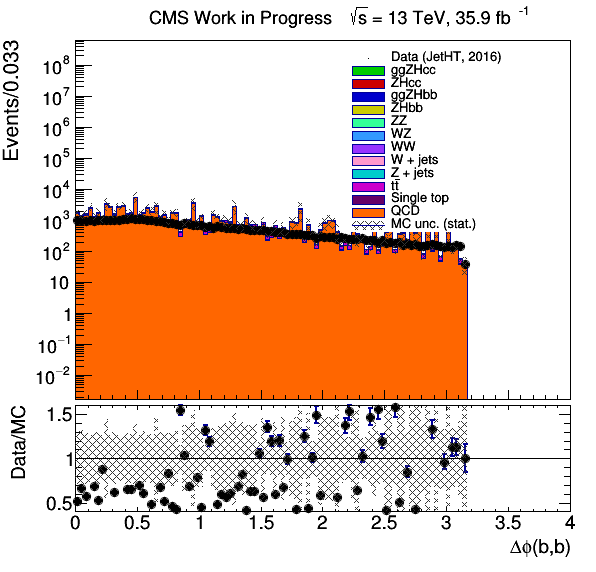 CMS Work in Progress √s = 13 TeV, 35.9 fb⁻¹
Events/0.033
10⁸
10⁷
10⁶
10⁵
10⁴
10³
10²
10
1
10⁻¹
10⁻²
Data (JetHT, 2016)
ggZHcc
ZHcc
ggZHbb
ZHbb
ZZ
WZ
WW
W + jets
Z + jets
tt̄
Single top
QCD
MC unc. (stat.)
Data/MC
1.5
1
0.5
0 0.5 1 1.5 2 2.5 3 3.5 4
Δϕ(b,b)